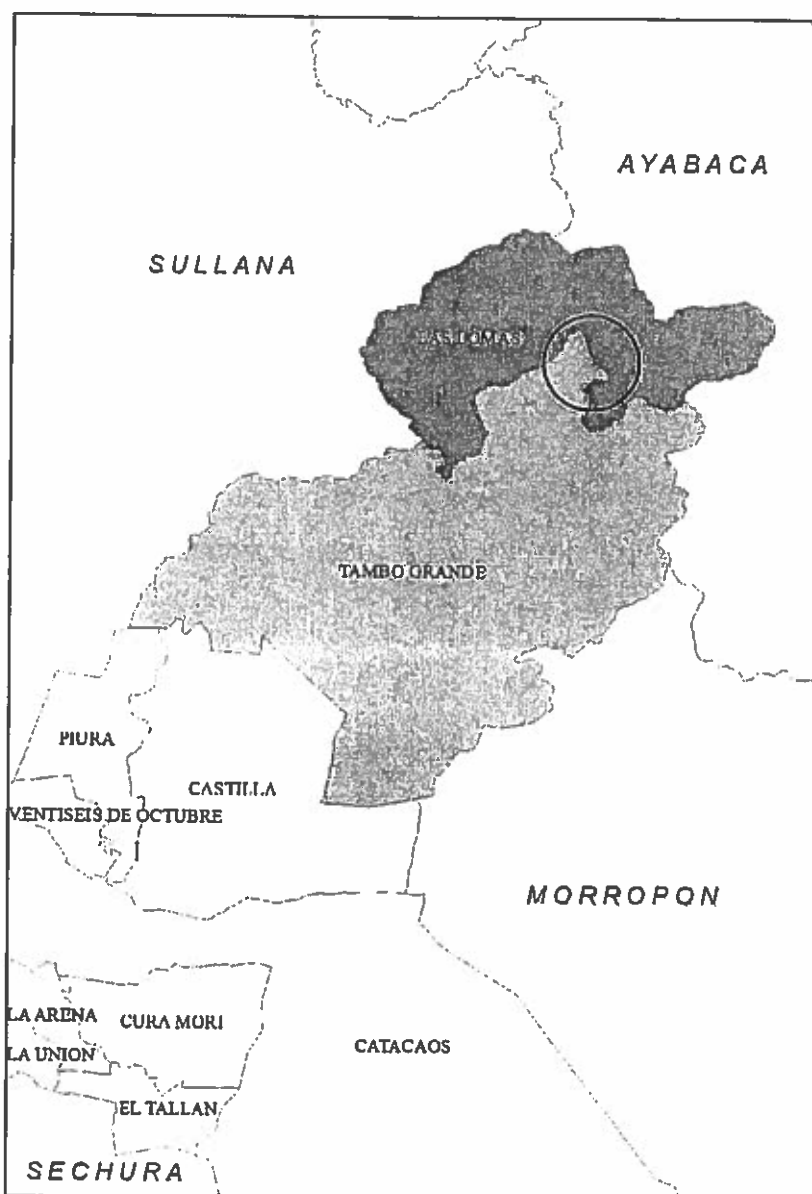 AYABACA
SULLANA
LAS LOMAS
TAMBO GRANDE
PIURA
CASTILLA
VENTISEIS DE OCTUBRE
MORROPON
LA ARENA
CURA MORI
CATACAOS
LA UNION
EL TALLAN
SECHURA